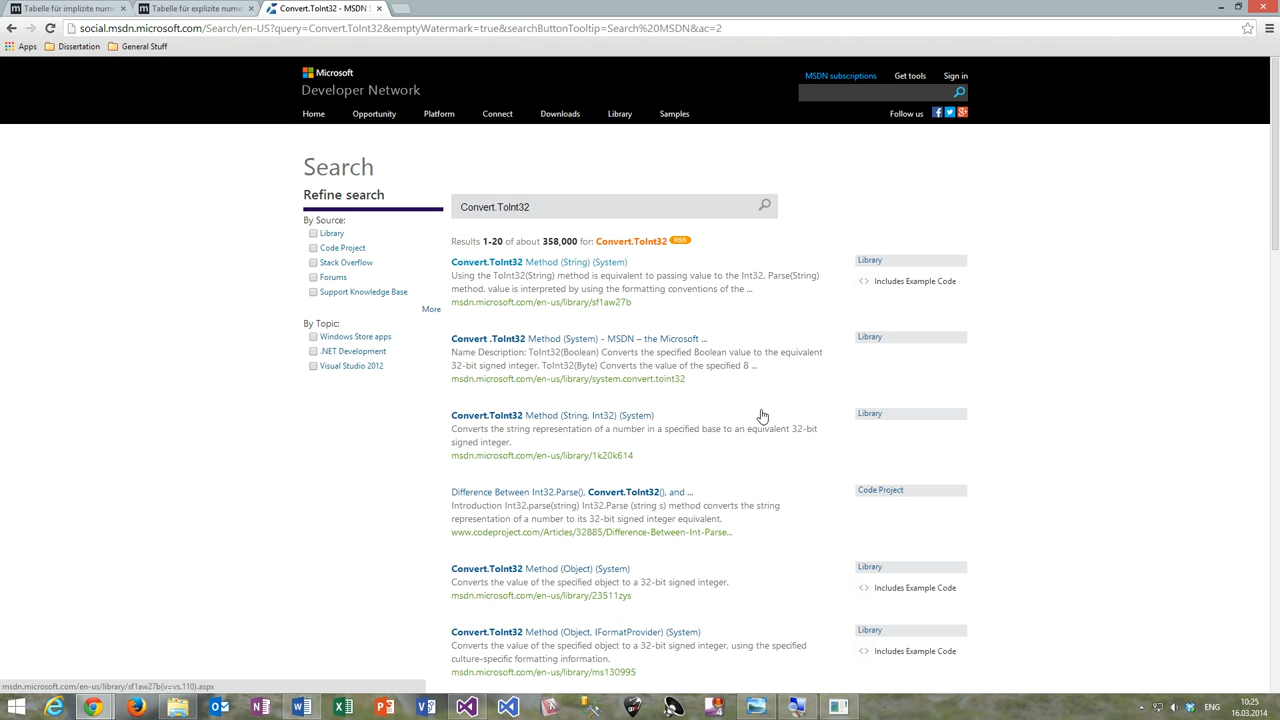 Tabelle für implizite nume
Tabelle für explizite nume
Convert.ToInt32 - MSDN
social.msdn.microsoft.com/Search/en-US?query=Convert.ToInt32&emptyWatermark=true&searchButtonTooltip=Search%20MSDN&ac=2
Apps
Dissertation
General Stuff
Microsoft
Developer Network
MSDN subscriptions
Get tools
Sign in
Home
Opportunity
Platform
Connect
Downloads
Library
Samples
Follow us
Search
Refine search
By Source:
Library
Code Project
Stack Overflow
Forums
Support Knowledge Base
More
By Topic:
Windows Store apps
.NET Development
Visual Studio 2012
Convert.ToInt32
Results 1-20 of about 358,000 for: Convert.ToInt32 RSS
Convert.ToInt32 Method (String) (System)
Using the ToInt32(String) method is equivalent to passing value to the Int32. Parse(String)
method. value is interpreted by using the formatting conventions of the ...
msdn.microsoft.com/en-us/library/sf1aw27b
Library
Includes Example Code
Convert .ToInt32 Method (System) - MSDN – the Microsoft ...
Name Description; ToInt32(Boolean) Converts the specified Boolean value to the equivalent
32-bit signed integer. ToInt32(Byte) Converts the value of the specified 8 ...
msdn.microsoft.com/en-us/library/system.convert.toint32
Library
Convert.ToInt32 Method (String, Int32) (System)
Converts the string representation of a number in a specified base to an equivalent 32-bit
signed integer.
msdn.microsoft.com/en-us/library/1k20k614
Library
Difference Between Int32.Parse(), Convert.ToInt32(), and ...
Introduction Int32.parse(string) Int32.Parse (string s) method converts the string
representation of a number to its 32-bit signed integer equivalent.
www.codeproject.com/Articles/32885/Difference-Between-Int-Parse...
Code Project
Convert.ToInt32 Method (Object) (System)
Converts the value of the specified object to a 32-bit signed integer.
msdn.microsoft.com/en-us/library/23511zys
Library
Includes Example Code
Convert.ToInt32 Method (Object, IFormatProvider) (System)
Converts the value of the specified object to a 32-bit signed integer, using the specified
culture-specific formatting information.
msdn.microsoft.com/en-us/library/ms130995
Library
Includes Example Code
msdn.microsoft.com/en-us/library/sf1aw27b(v=vs.110).aspx
ENG
10:25
16.03.2014